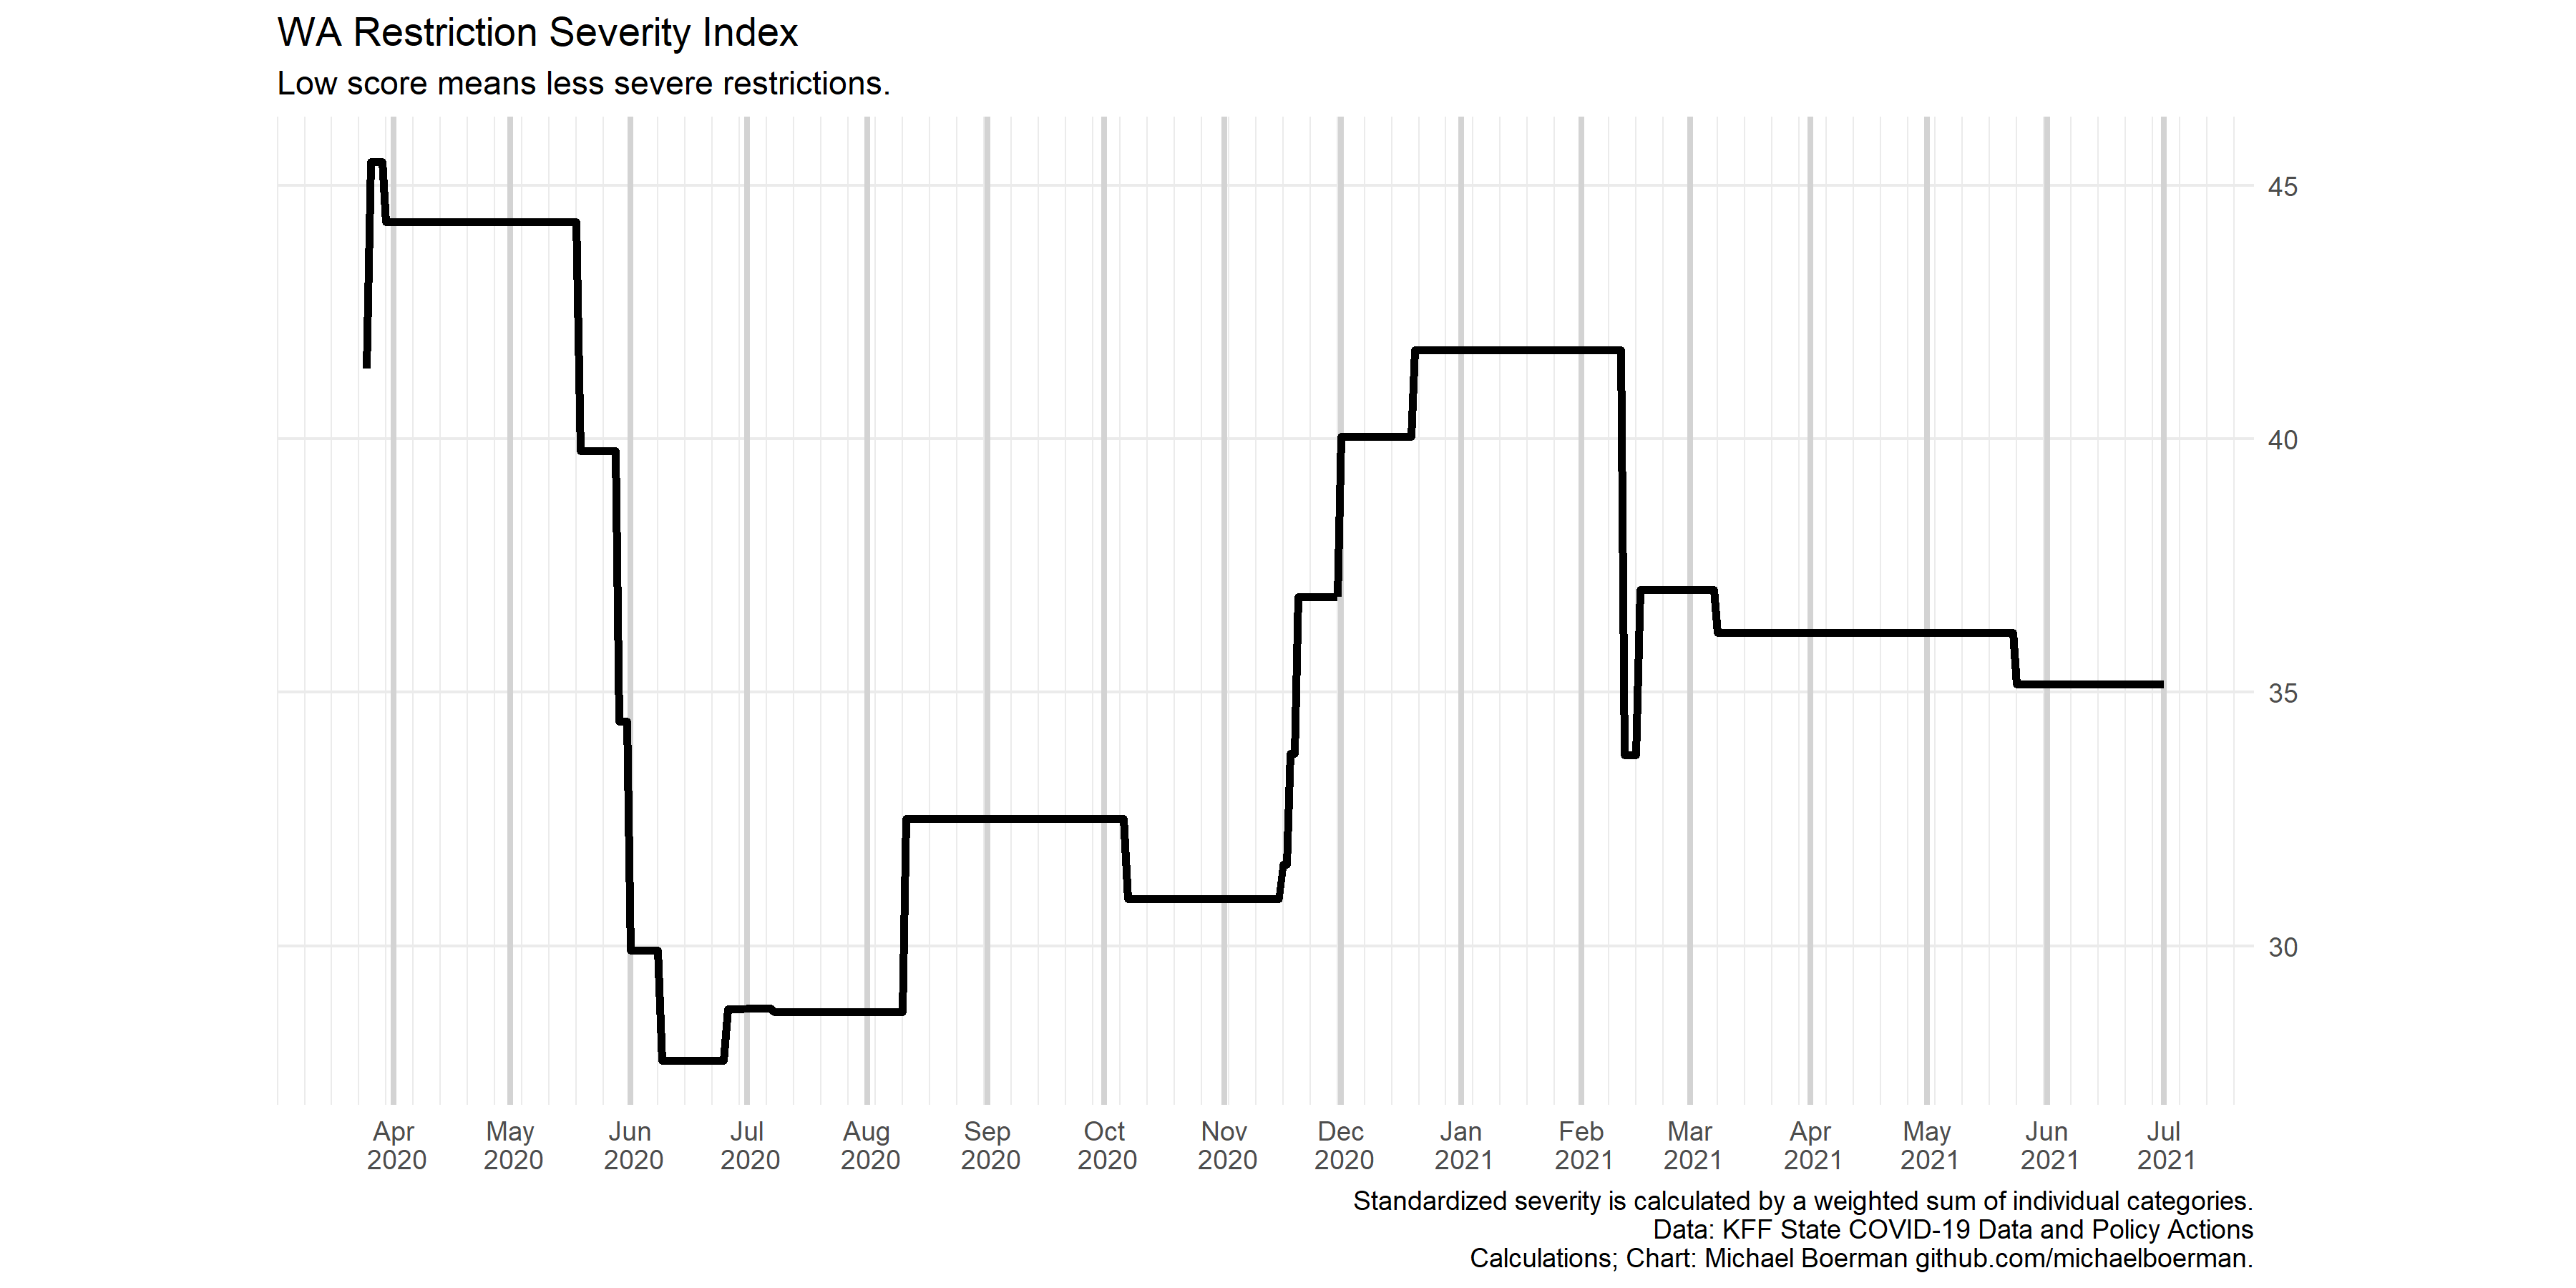 WA Restriction Severity Index
Low score means less severe restrictions.
45
40
35
30
Apr May Jun Jul Aug Sep Oct Nov Dec Jan Feb Mar Apr May Jun Jul
2020 2020 2020 2020 2020 2020 2020 2020 2020 2021 2021 2021 2021 2021 2021 2021
Standardized severity is calculated by a weighted sum of individual categories.
Data: KFF State COVID-19 Data and Policy Actions
Calculations; Chart: Michael Boerman github.com/michaelboerman.